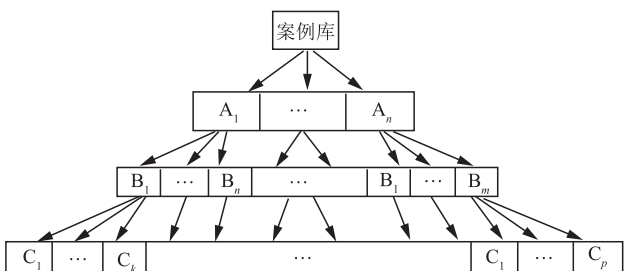 案例库
A₁ … Aₙ
B₁ … Bₙ … B₁ … Bₘ
C₁ … Cₖ … C₁ … Cₚ